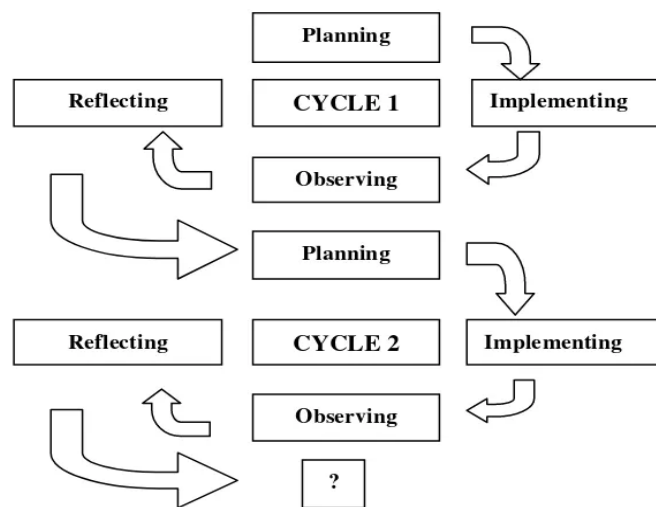 Planning
Reflecting
CYCLE 1
Implementing
Observing
Planning
Reflecting
CYCLE 2
Implementing
Observing
?